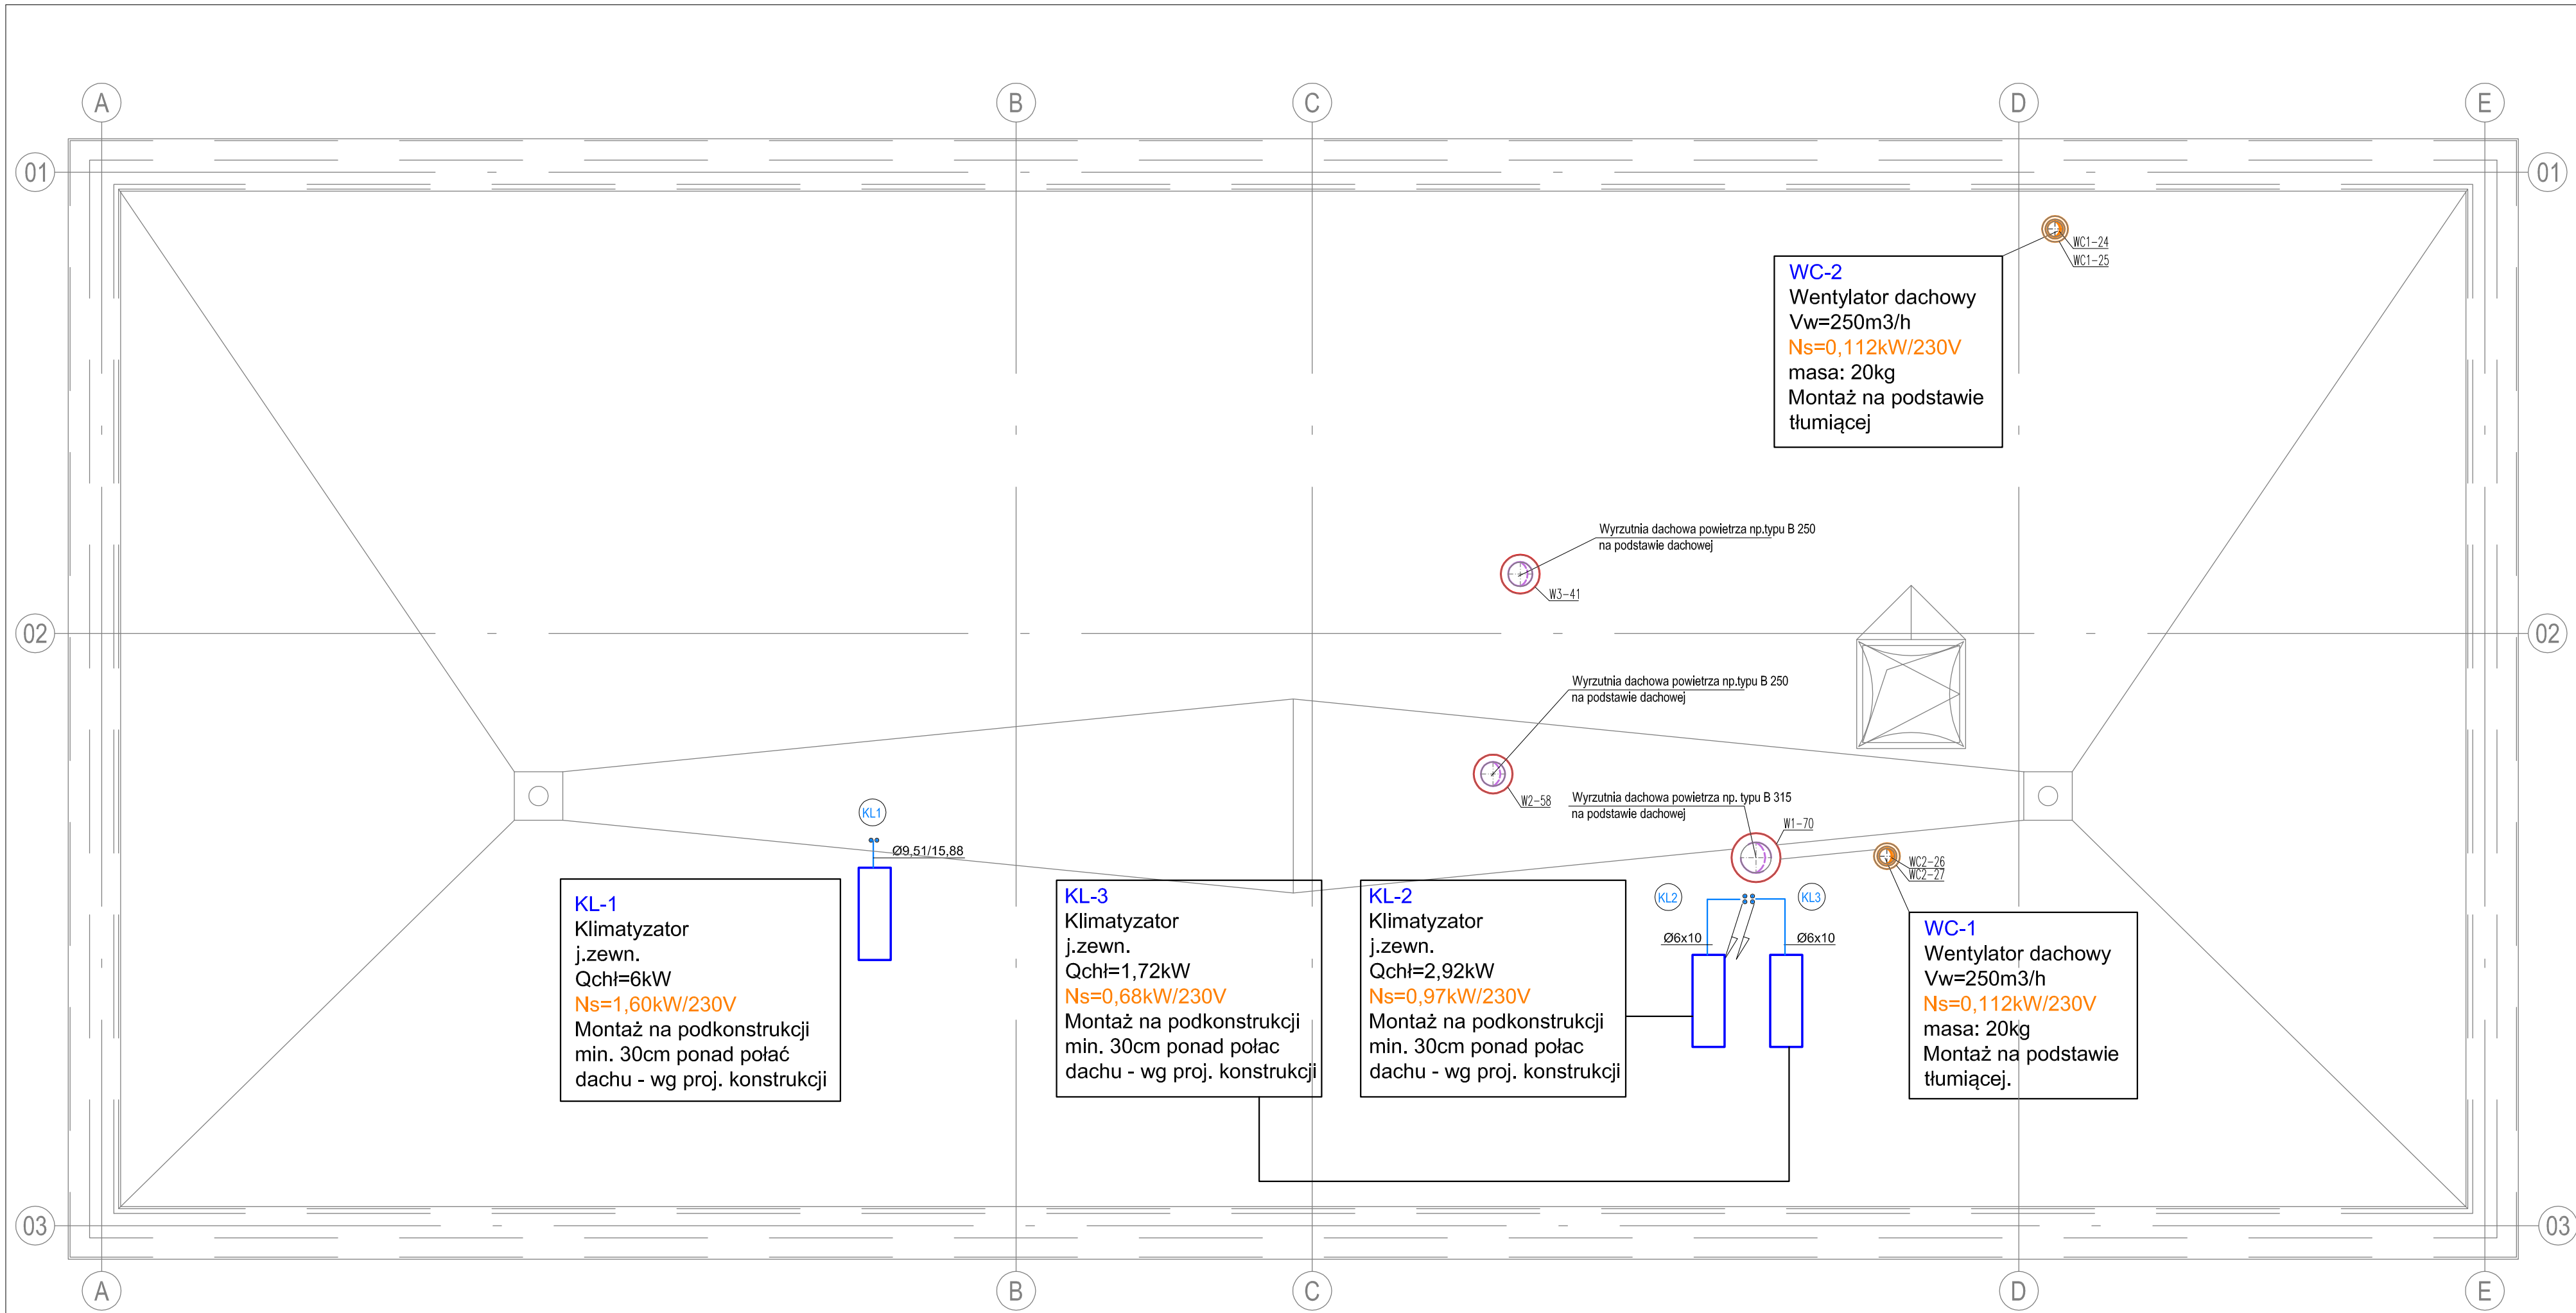 A
B
C
D
E
01
01
WC1-24
WC1-25
WC-2
Wentylator dachowy
Vw=250m3/h
Ns=0,112kW/230V
masa: 20kg
Montaż na podstawie
tłumiącej
Wyrzutnia dachowa powietrza np.typu B 250
na podstawie dachowej
W3-41
02
02
Wyrzutnia dachowa powietrza np.typu B 250
na podstawie dachowej
W2-58
Wyrzutnia dachowa powietrza np. typu B 315
na podstawie dachowej
W1-70
KL1
Ø9,51/15,88
WC2-26
WC2-27
KL-1
Klimatyzator
j.zewn.
Qchł=6kW
Ns=1,60kW/230V
Montaż na podkonstrukcji
min. 30cm ponad połać
dachu - wg proj. konstrukcji
KL-3
Klimatyzator
j.zewn.
Qchł=1,72kW
Ns=0,68kW/230V
Montaż na podkonstrukcji
min. 30cm ponad połac
dachu - wg proj. konstrukcji
KL-2
Klimatyzator
j.zewn.
Qchł=2,92kW
Ns=0,97kW/230V
Montaż na podkonstrukcji
min. 30cm ponad połac
dachu - wg proj. konstrukcji
KL2
KL3
Ø6x10
Ø6x10
WC-1
Wentylator dachowy
Vw=250m3/h
Ns=0,112kW/230V
masa: 20kg
Montaż na podstawie
tłumiącej.
03
03
A
B
C
D
E